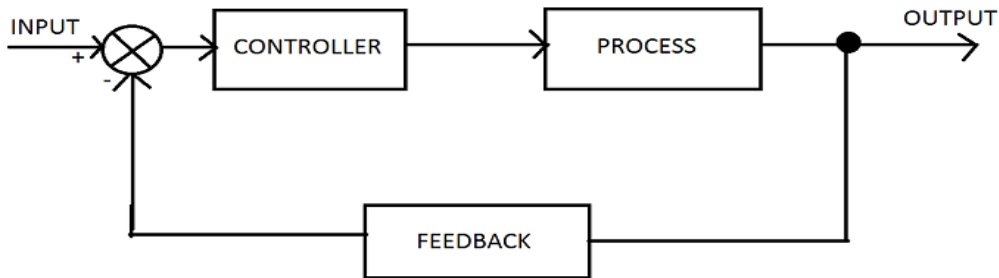 INPUT
OUTPUT
+
CONTROLLER
PROCESS
-
FEEDBACK